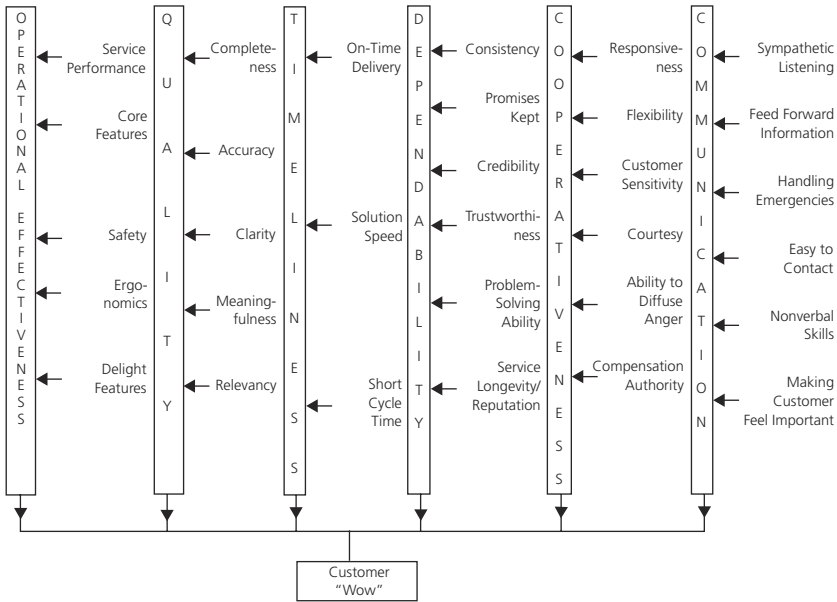 OPERATIONAL EFFECTIVENESS
Service
Performance
Core
Features
Safety
Ergo-
nomics
Delight
Features
QUALITY
Complete-
ness
Accuracy
Clarity
Meaning-
fulness
Relevancy
TIMELINESS
On-Time
Delivery
Solution
Speed
Short
Cycle
Time
DEPENDABILITY
Consistency
Promises
Kept
Credibility
Trustworthi-
ness
Problem-
Solving
Ability
Service
Longevity/
Reputation
COOPERATIVENESS
Responsive-
ness
Flexibility
Customer
Sensitivity
Courtesy
Ability to
Diffuse
Anger
Compensation
Authority
COMMUNICATION
Sympathetic
Listening
Feed Forward
Information
Handling
Emergencies
Easy to
Contact
Nonverbal
Skills
Making
Customer
Feel Important
Customer
“Wow”